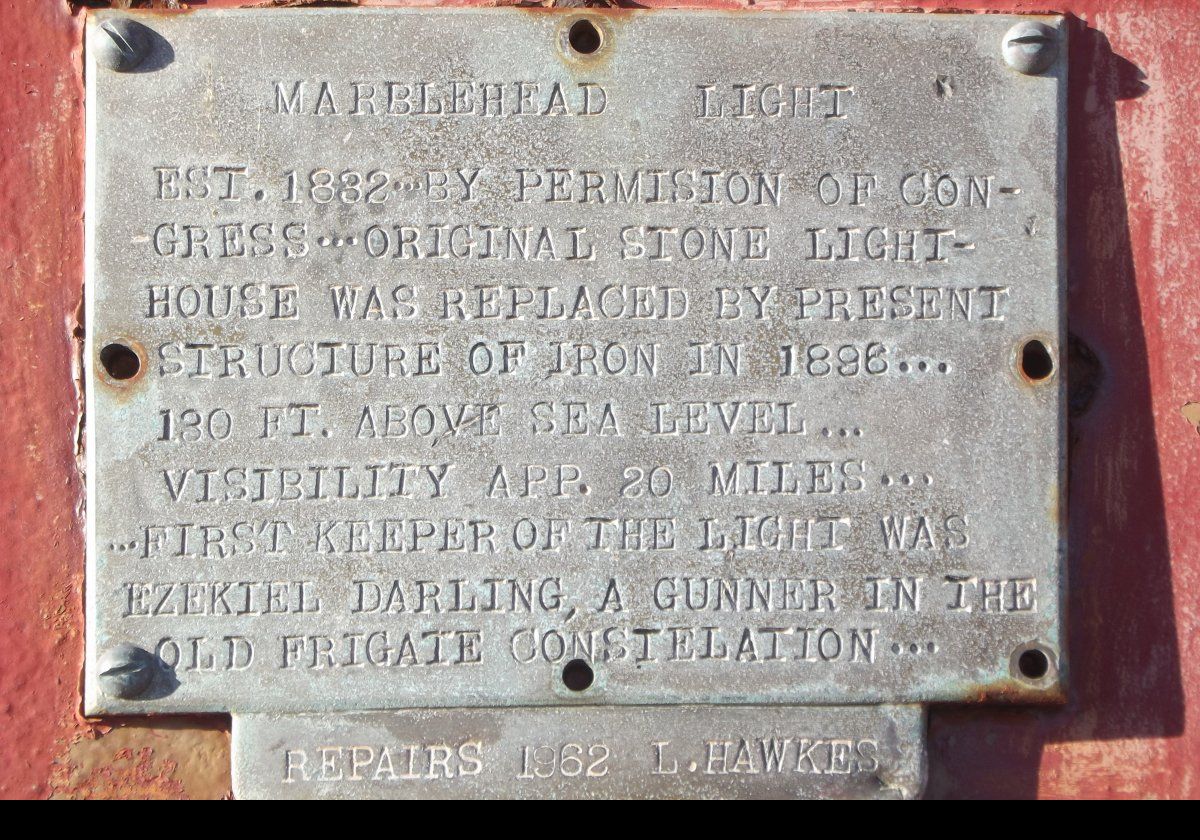 MARBLEHEAD LIGHT
EST. 1832...BY PERMISION OF CON-
GRESS...ORIGINAL STONE LIGHT-
HOUSE WAS REPLACED BY PRESENT
STRUCTURE OF IRON IN 1896...
130 FT. ABOVE SEA LEVEL...
VISIBILITY APP. 20 MILES...
...FIRST KEEPER OF THE LIGHT WAS
EZEKIEL DARLING, A GUNNER IN THE
OLD FRIGATE CONSTELATION...
REPAIRS 1962 L.HAWKES